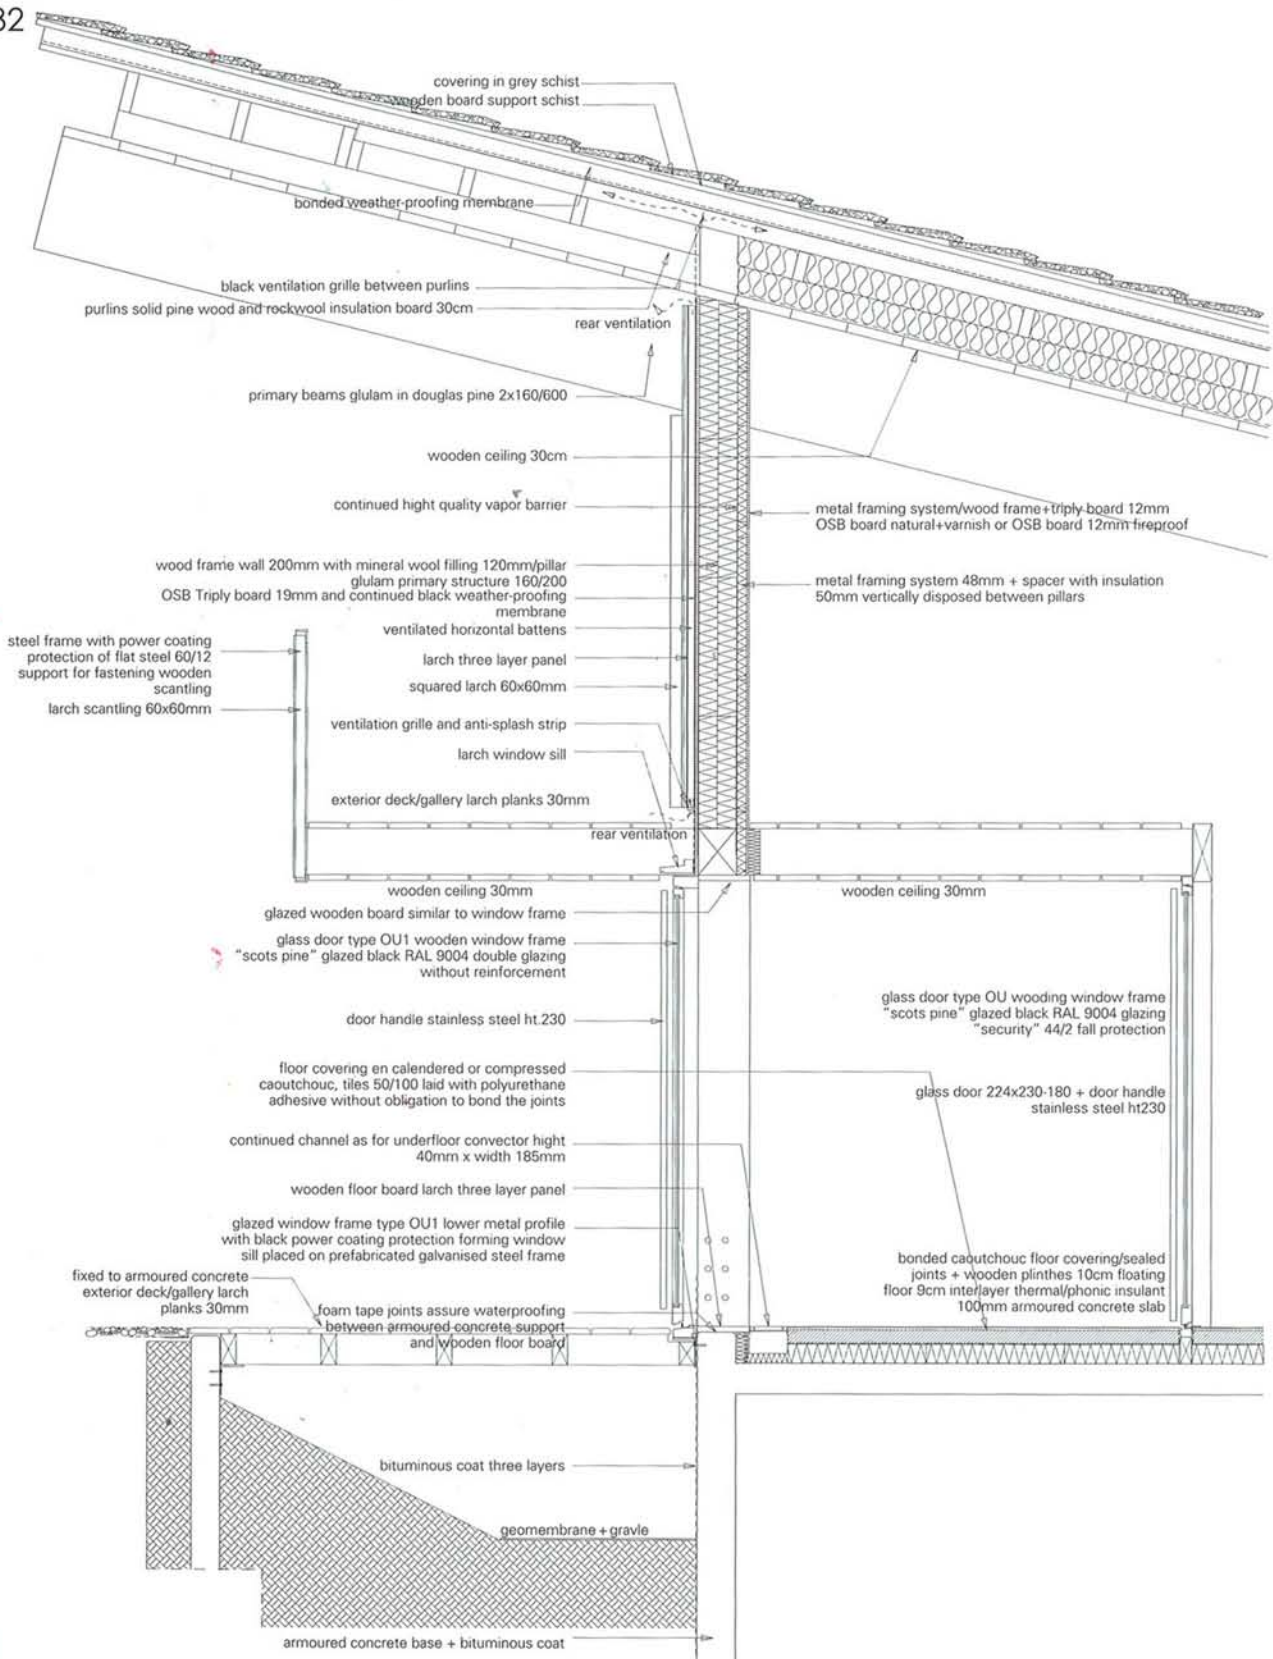 32
covering in grey schist
wooden board support schist
bonded weather-proofing membrane
black ventilation grille between purlins
purlins solid pine wood and rockwool insulation board 30cm
rear ventilation
primary beams glulam in douglas pine 2x160/600
wooden ceiling 30cm
continued hight quality vapor barrier
metal framing system/wood frame+triply board 12mm
OSB board natural+varnish or OSB board 12mm fireproof
wood frame wall 200mm with mineral wool filling 120mm/pillar
glulam primary structure 160/200
OSB Triply board 19mm and continued black weather-proofing
membrane
metal framing system 48mm + spacer with insulation
50mm vertically disposed between pillars
ventilated horizontal battens
steel frame with power coating
protection of flat steel 60/12
support for fastening wooden
scantling
larch three layer panel
squared larch 60x60mm
larch scantling 60x60mm
ventilation grille and anti-splash strip
larch window sill
exterior deck/gallery larch planks 30mm
rear ventilation
wooden ceiling 30mm
wooden ceiling 30mm
glazed wooden board similar to window frame
glass door type OU1 wooden window frame
"scots pine" glazed black RAL 9004 double glazing
without reinforcement
glass door type OU wooding window frame
"scots pine" glazed black RAL 9004 glazing
"security" 44/2 fall protection
door handle stainless steel ht.230
floor covering en calendered or compressed
caoutchouc, tiles 50/100 laid with polyurethane
adhesive without obligation to bond the joints
glass door 224x230-180 + door handle
stainless steel ht230
continued channel as for underfloor convector hight
40mm x width 185mm
wooden floor board larch three layer panel
glazed window frame type OU1 lower metal profile
with black power coating protection forming window
sill placed on prefabricated galvanised steel frame
bonded caoutchouc floor covering/sealed
joints + wooden plinthes 10cm floating
floor 9cm interlayer thermal/phonic insulant
100mm armoured concrete slab
fixed to armoured concrete
exterior deck/gallery larch
planks 30mm
foam tape joints assure waterproofing
between armoured concrete support
and wooden floor board
bituminous coat three layers
geomembrane + gravle
armoured concrete base + bituminous coat